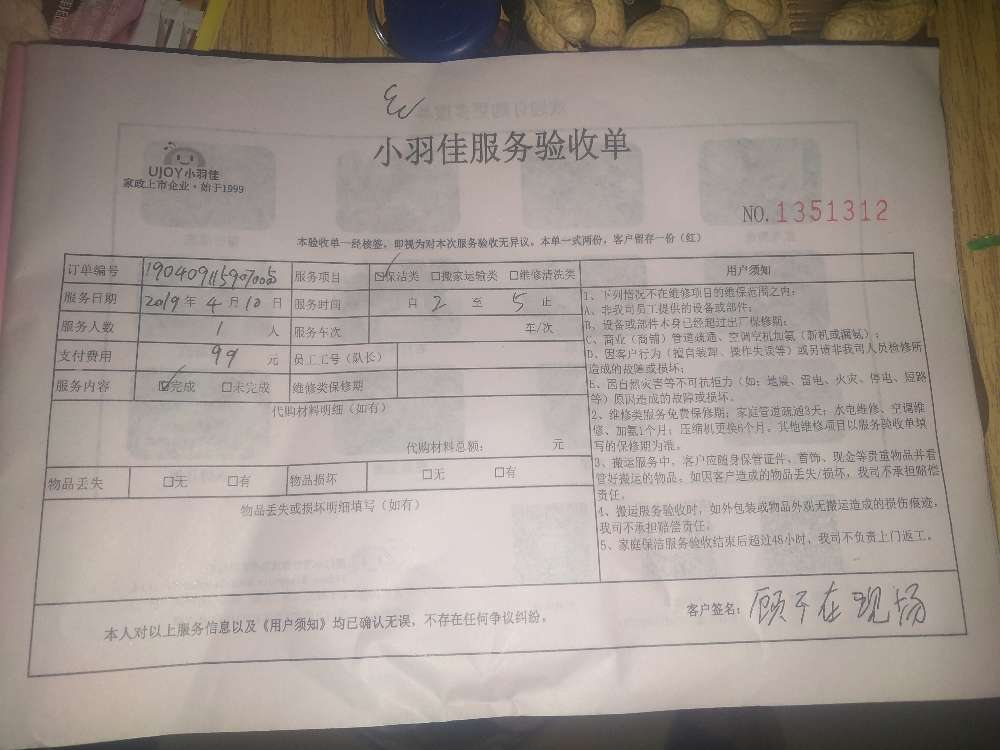 小羽佳服务验收单
UJOY小羽佳
家政上市企业·始于1999
NO.1351312
本验收单一经核签，即视为对本次服务验收无异议。本单一式两份，客户留存一份（红）
订单编号 服务项目 ☑保洁类 □搬家运输类 □维修清洗类
服务日期 2019年4月10日 服务时间 自 2 至 5 止
服务人数 1 人 服务车次 车/次
支付费用 99 元 员工工号（队长）
服务内容 ☑完成 □未完成 维修类保修期
代购材料明细（如有）
代购材料总额： 元
物品丢失 □无 □有 物品损坏 □无 □有
物品丢失或损坏明细填写（如有）
用户须知
1、下列情况不在维修项目的维保范围之内：
A、非我司员工提供的设备或部件；
B、设备或部件本身已经超过出厂保修期；
C、商业（商铺）管道疏通、空调空机加氨（新机或漏氨）；
D、因客户行为（擅自装卸、操作失误等）或另请非我司人员检修所
造成的故障或损坏；
E、因自然灾害等不可抗拒力（如：地震、雷电、火灾、停电、短路
等）原因造成的故障或损坏。
2、维修类服务免费保修期：家庭管道疏通3天；水电维修、空调维
修、加氨1个月；压缩机更换6个月。其他维修项目以服务验收单填
写的保修期为准。
3、搬运服务中，客户应随身保管证件、首饰、现金等贵重物品并看
管好搬运的物品。如因客户造成的物品丢失/损坏，我司不承担赔偿
责任。
4、搬运服务验收时，如外包装或物品外观无搬运造成的损伤痕迹，
我司不承担赔偿责任。
5、家庭保洁服务验收结束后超过48小时，我司不负责上门返工。
本人对以上服务信息以及《用户须知》均已确认无误，不存在任何争议纠纷。
客户签名：顾不在现场